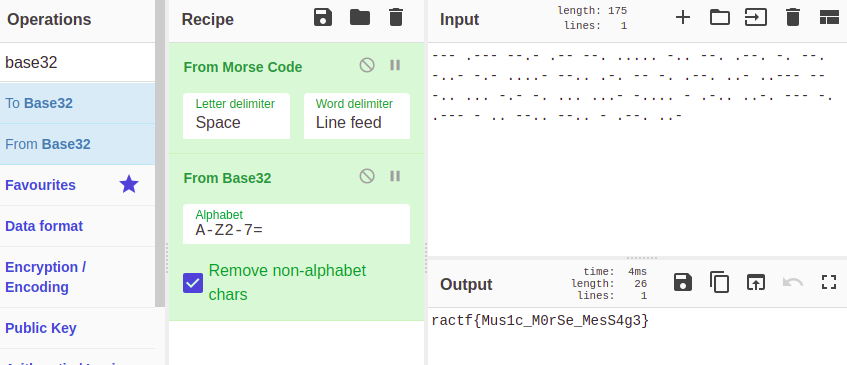 Operations
Recipe
Input
length: 175
lines: 1
base32
To Base32
From Base32
Favourites
Data format
Encryption /
Encoding
Public Key
From Morse Code
Letter delimiter
Space
Word delimiter
Line feed
From Base32
Alphabet
A-Z2-7=
Remove non-alphabet
chars
--- .--- --.- .-- --. ..... -.. --. .--. -. --.
-..- -.- ....- --.. .-. -- -. .--. ..- ..--- --
-.. ... -.- -. ... ...- -.... - .-.. ..-. --- -.
.--- - .. --.. --.. - .--. ..-
Output
time: 4ms
length: 26
lines: 1
ractf{Mus1c_M0rSe_MesS4g3}